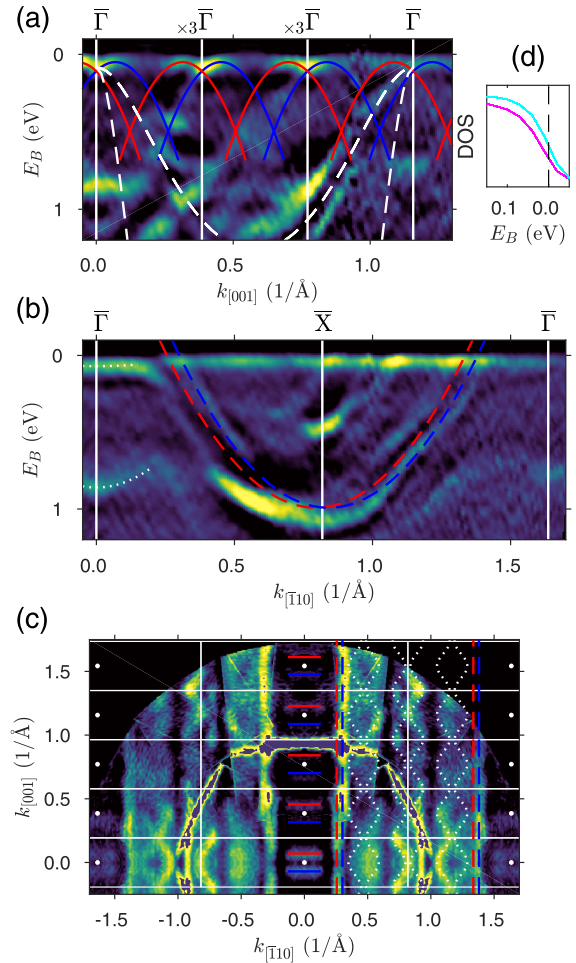 (a)
Γ̅ ×3Γ̅ ×3Γ̅ Γ̅
0
1
E_B (eV)
0.0 0.5 1.0
k_[001] (1/Å)
(d)
DOS
0.1 0.0
E_B (eV)
(b)
Γ̅ X̅ Γ̅
0
1
E_B (eV)
0.0 0.5 1.0 1.5
k_[1̅10] (1/Å)
(c)
1.5
1.0
0.5
0.0
k_[001] (1/Å)
-1.5 -1.0 -0.5 0.0 0.5 1.0 1.5
k_[1̅10] (1/Å)